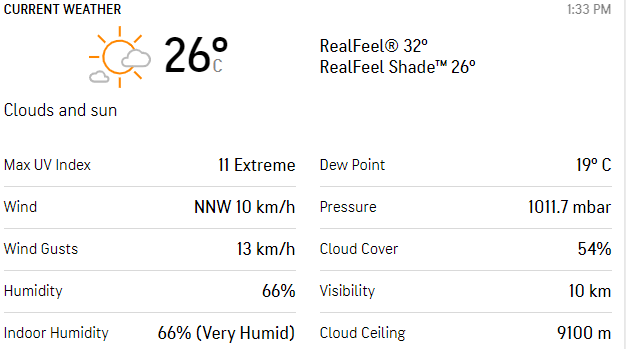 CURRENT WEATHER 1:33 PM
26°C
RealFeel® 32°
RealFeel Shade™ 26°
Clouds and sun
Max UV Index 11 Extreme
Dew Point 19° C
Wind NNW 10 km/h
Pressure 1011.7 mbar
Wind Gusts 13 km/h
Cloud Cover 54%
Humidity 66%
Visibility 10 km
Indoor Humidity 66% (Very Humid)
Cloud Ceiling 9100 m